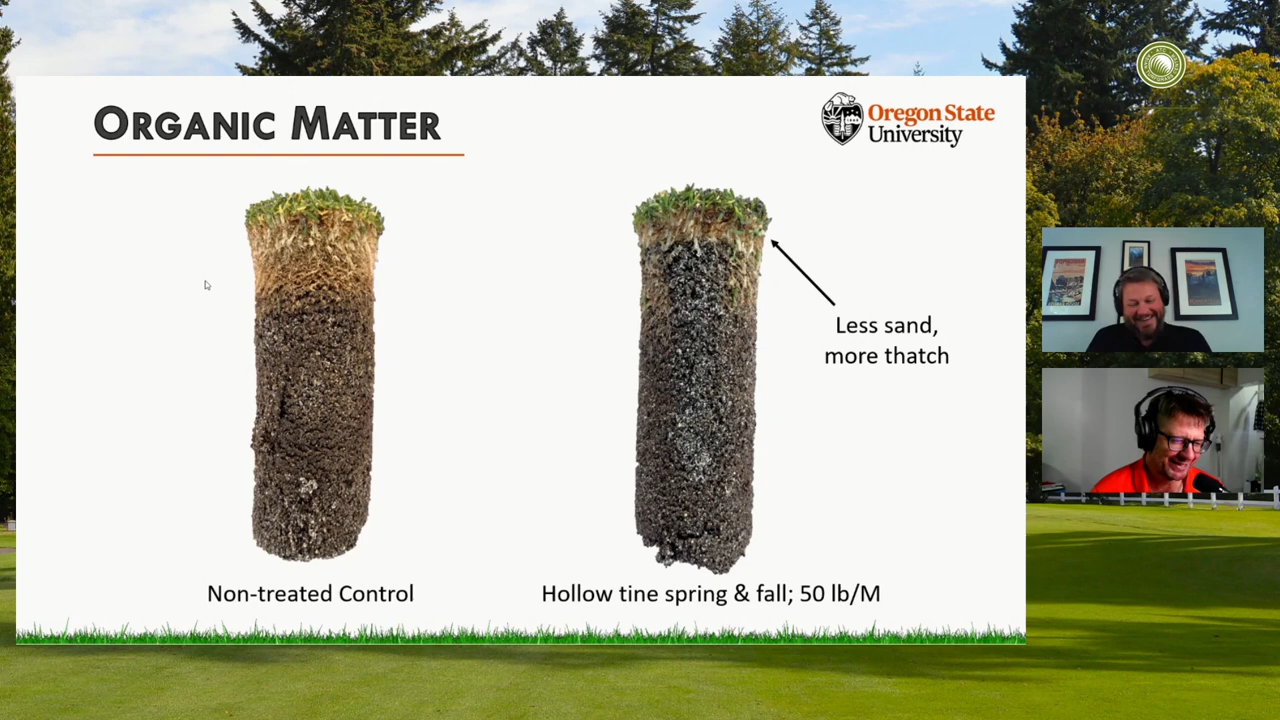 ORGANIC MATTER
Oregon State
University
Less sand,
more thatch
Non-treated Control
Hollow tine spring & fall; 50 lb/M